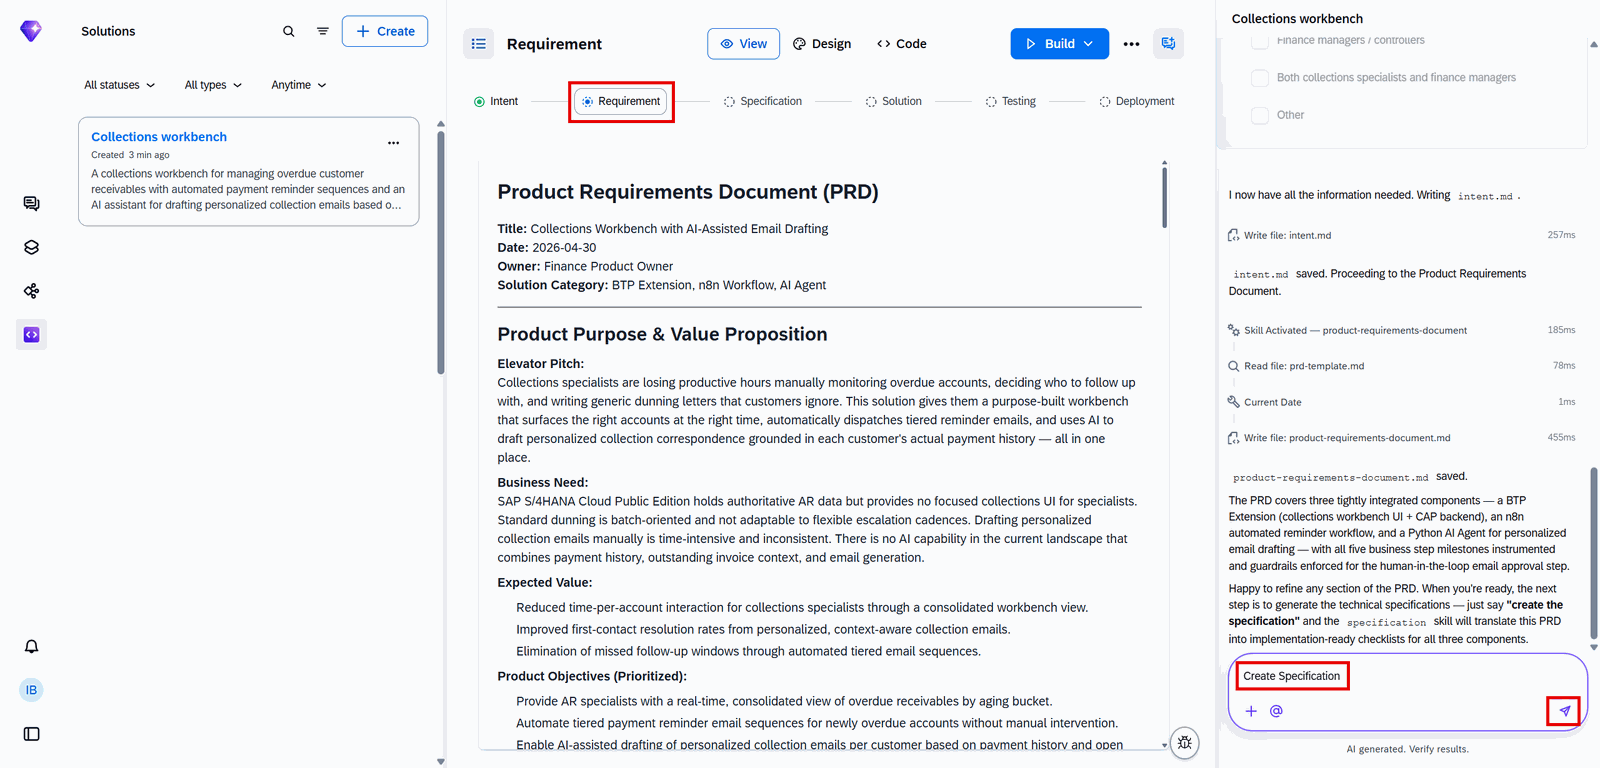 Solutions
Create
All statuses
All types
Anytime
Collections workbench
Created 3 min ago
A collections workbench for managing overdue customer
receivables with automated payment reminder sequences and an
AI assistant for drafting personalized collection emails based o...
IB
Requirement
View
Design
Code
Build
Intent
Requirement
Specification
Solution
Testing
Deployment
Product Requirements Document (PRD)
Title: Collections Workbench with AI-Assisted Email Drafting
Date: 2026-04-30
Owner: Finance Product Owner
Solution Category: BTP Extension, n8n Workflow, AI Agent
Product Purpose & Value Proposition
Elevator Pitch:
Collections specialists are losing productive hours manually monitoring overdue accounts, deciding who to follow up
with, and writing generic dunning letters that customers ignore. This solution gives them a purpose-built workbench
that surfaces the right accounts at the right time, automatically dispatches tiered reminder emails, and uses AI to
draft personalized collection correspondence grounded in each customer's actual payment history — all in one
place.
Business Need:
SAP S/4HANA Cloud Public Edition holds authoritative AR data but provides no focused collections UI for specialists.
Standard dunning is batch-oriented and not adaptable to flexible escalation cadences. Drafting personalized
collection emails manually is time-intensive and inconsistent. There is no AI capability in the current landscape that
combines payment history, outstanding invoice context, and email generation.
Expected Value:
Reduced time-per-account interaction for collections specialists through a consolidated workbench view.
Improved first-contact resolution rates from personalized, context-aware collection emails.
Elimination of missed follow-up windows through automated tiered email sequences.
Product Objectives (Prioritized):
Provide AR specialists with a real-time, consolidated view of overdue receivables by aging bucket.
Automate tiered payment reminder email sequences for newly overdue accounts without manual intervention.
Enable AI-assisted drafting of personalized collection emails per customer based on payment history and open
Collections workbench
Finance managers / controllers
Both collections specialists and finance managers
Other
I now have all the information needed. Writing intent.md .
Write file: intent.md 257ms
intent.md saved. Proceeding to the Product Requirements
Document.
Skill Activated — product-requirements-document 185ms
Read file: prd-template.md 78ms
Current Date 1ms
Write file: product-requirements-document.md 455ms
product-requirements-document.md saved.
The PRD covers three tightly integrated components — a BTP
Extension (collections workbench UI + CAP backend), an n8n
automated reminder workflow, and a Python AI Agent for personalized
email drafting — with all five business step milestones instrumented
and guardrails enforced for the human-in-the-loop email approval step.
Happy to refine any section of the PRD. When you're ready, the next
step is to generate the technical specifications — just say "create the
specification" and the specification skill will translate this PRD
into implementation-ready checklists for all three components.
Create Specification
AI generated. Verify results.